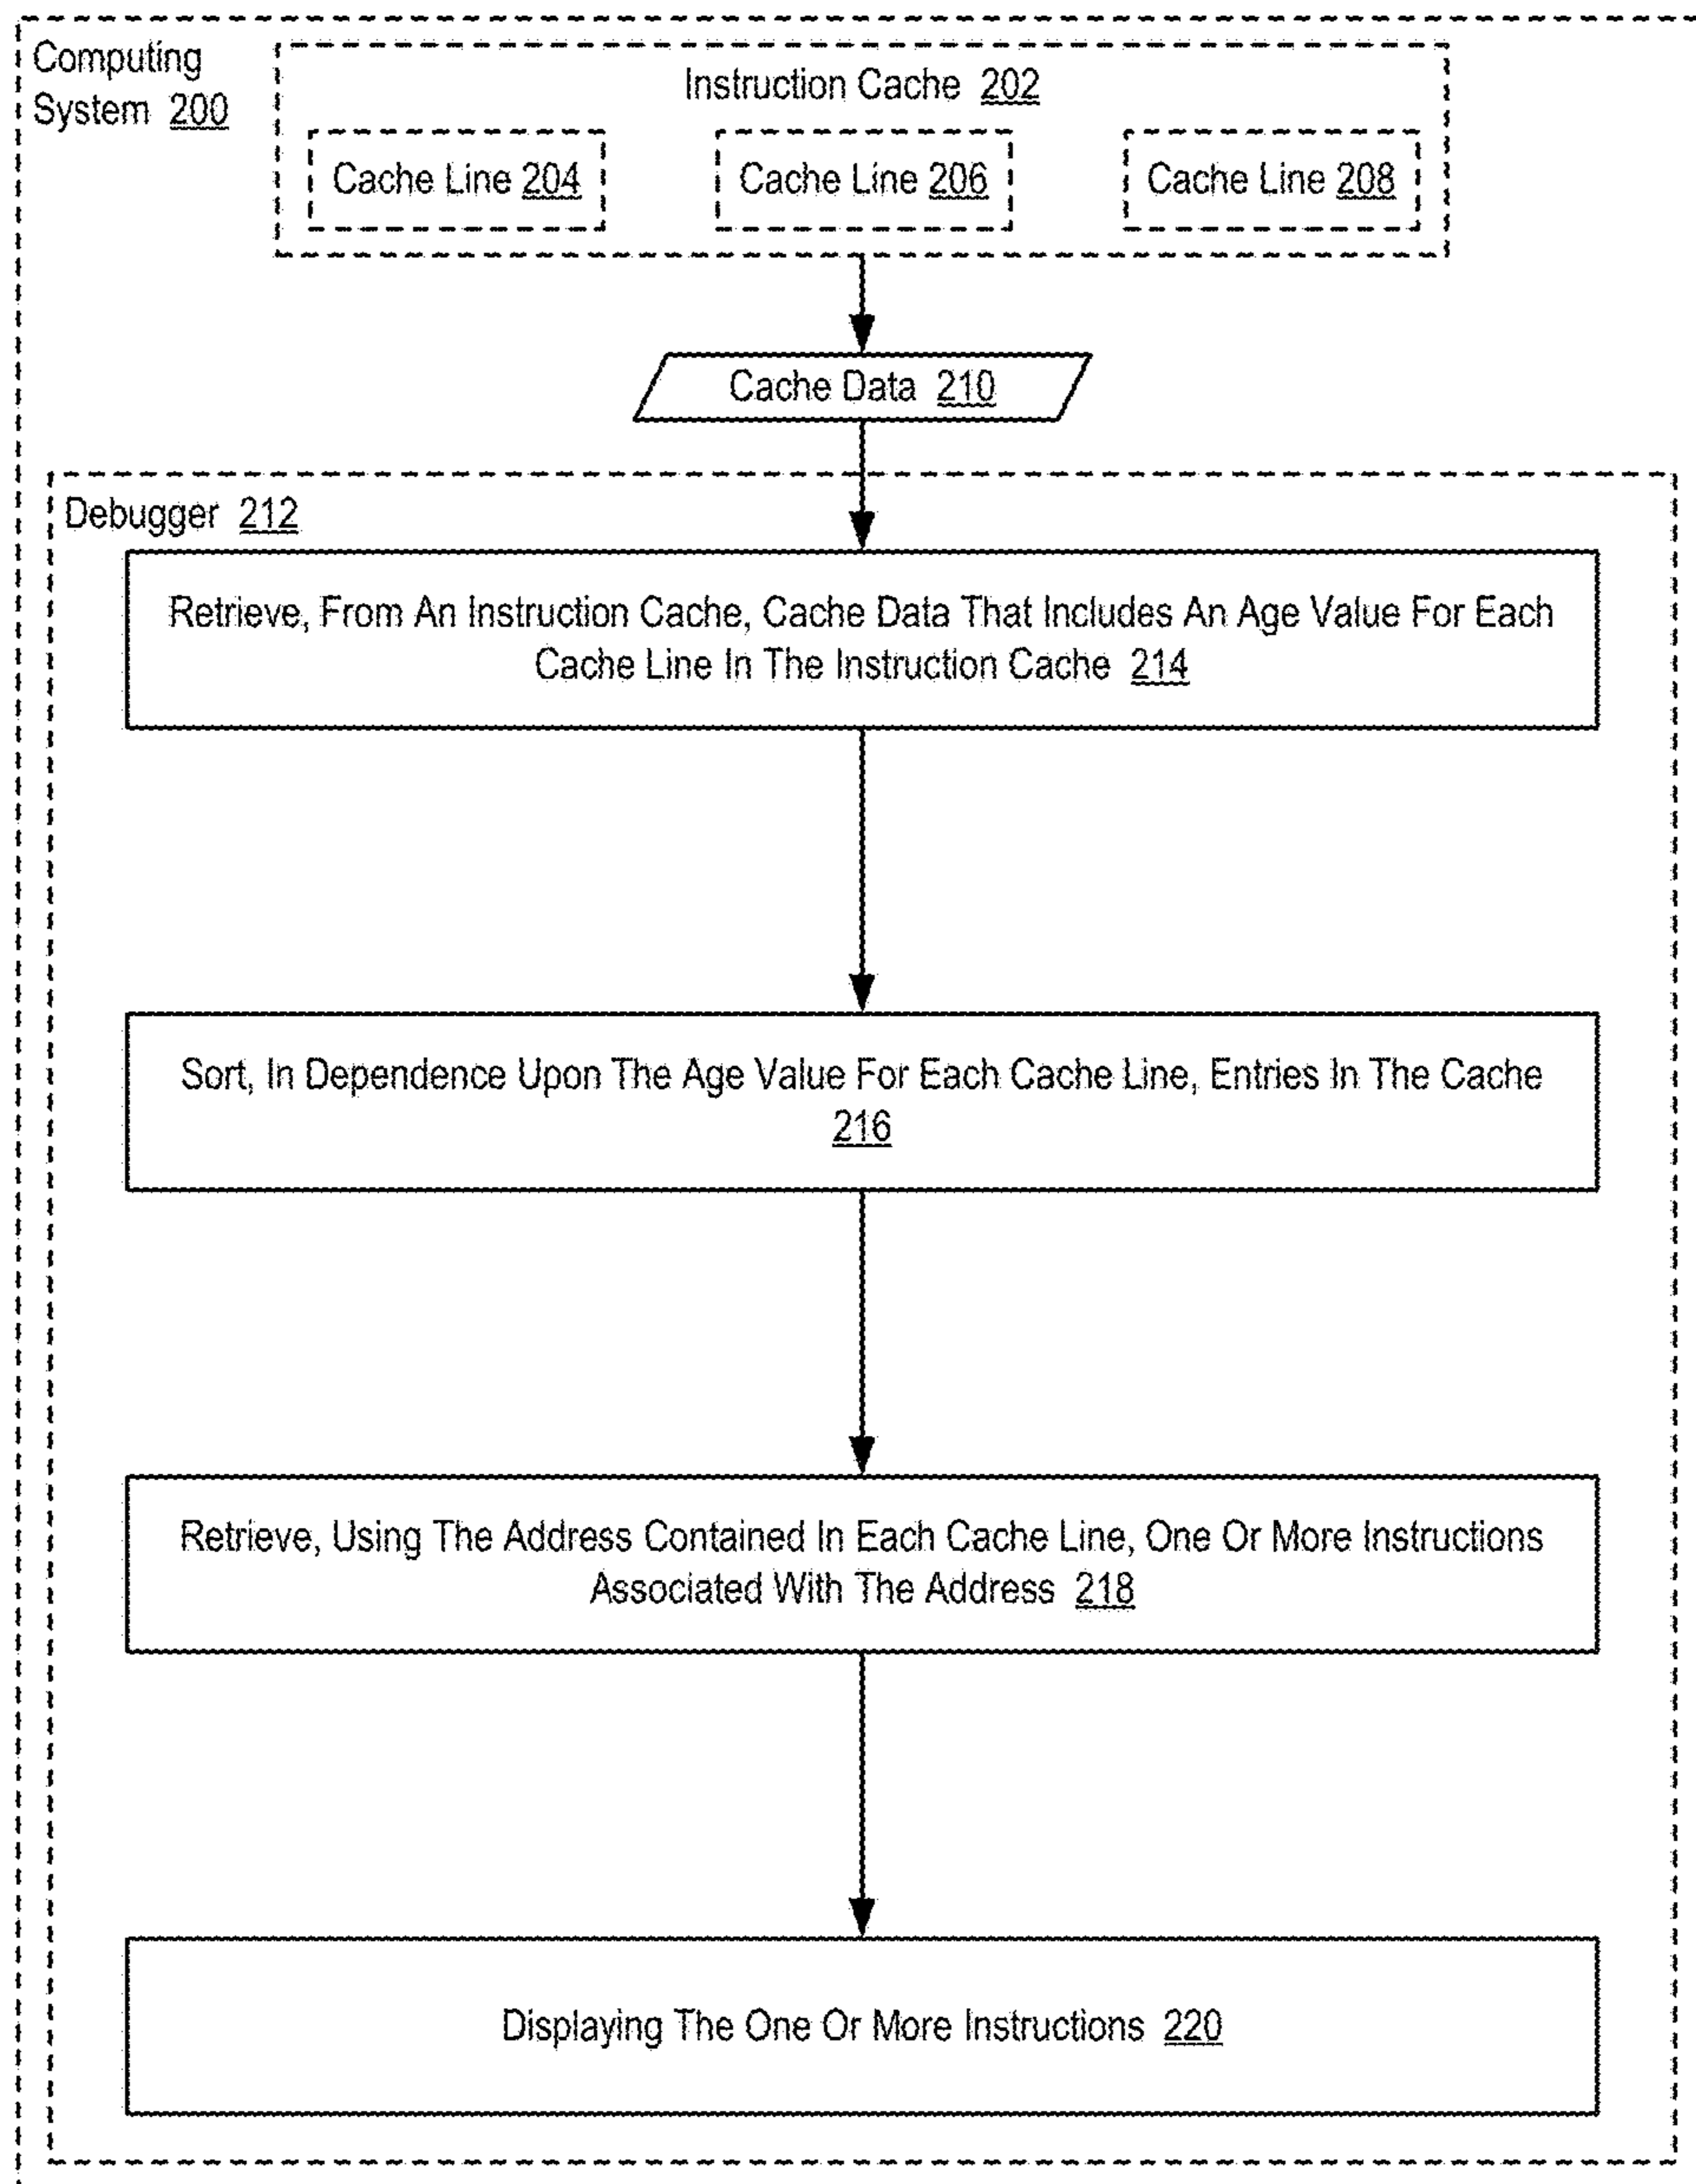 Computing
System 200
Instruction Cache 202
Cache Line 204
Cache Line 206
Cache Line 208
Cache Data 210
Debugger 212
Retrieve, From An Instruction Cache, Cache Data That Includes An Age Value For Each
Cache Line In The Instruction Cache 214
Sort, In Dependence Upon The Age Value For Each Cache Line, Entries In The Cache
216
Retrieve, Using The Address Contained In Each Cache Line, One Or More Instructions
Associated With The Address 218
Displaying The One Or More Instructions 220